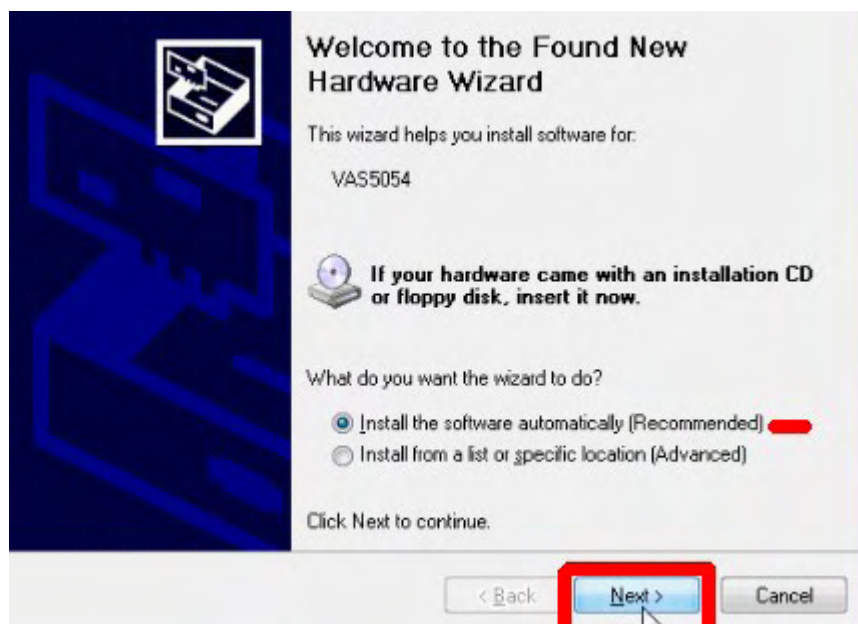 Welcome to the Found New
Hardware Wizard
This wizard helps you install software for:
VAS5054
If your hardware came with an installation CD
or floppy disk, insert it now.
What do you want the wizard to do?
Install the software automatically (Recommended)
Install from a list or specific location (Advanced)
Click Next to continue.
< Back Next > Cancel